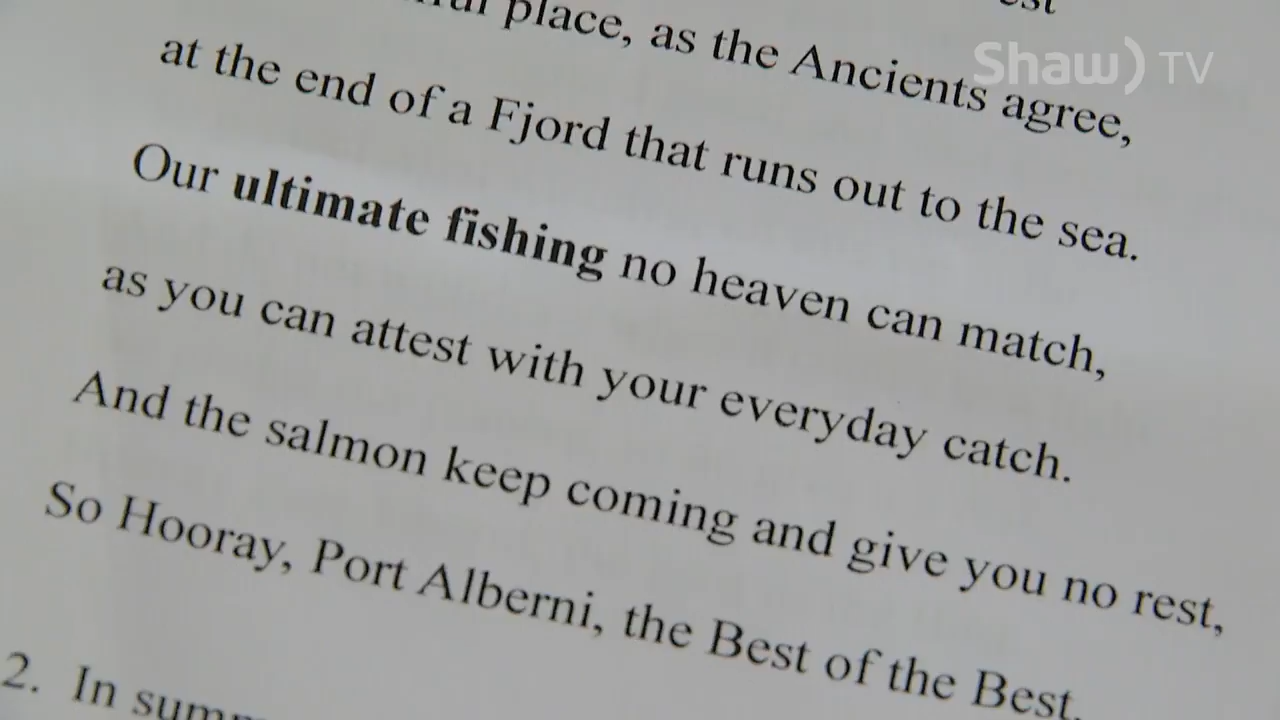 place, as the Ancients agree,
at the end of a Fjord that runs out to the sea.
Our ultimate fishing no heaven can match,
as you can attest with your everyday catch.
And the salmon keep coming and give you no rest,
So Hooray, Port Alberni, the Best of the Best.
2. In
Shaw) TV